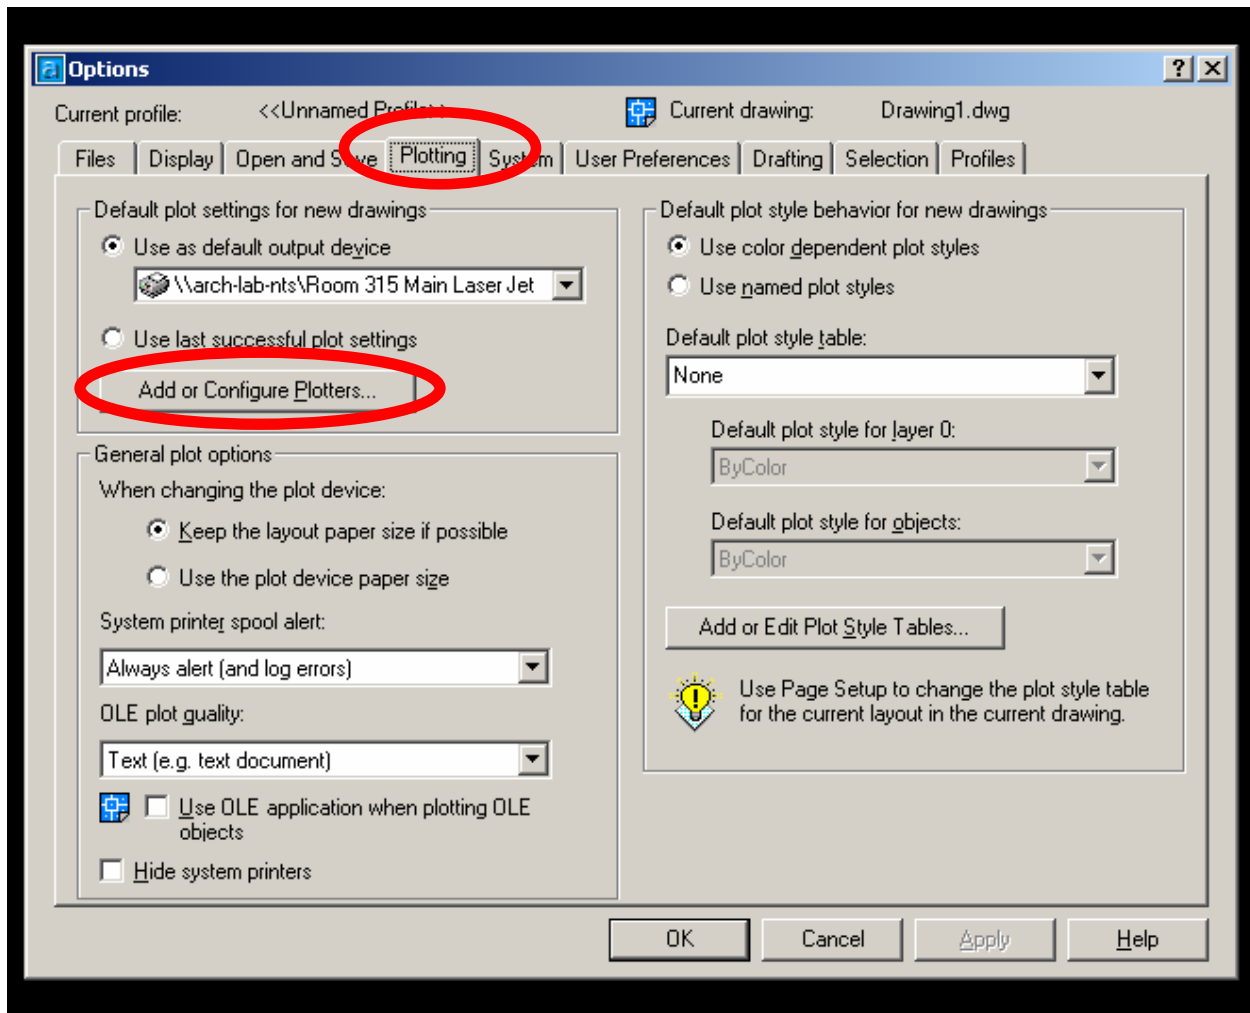 Options
Current profile: <<Unnamed Profile>> Current drawing: Drawing1.dwg
Files Display Open and Save Plotting System User Preferences Drafting Selection Profiles
Default plot settings for new drawings
Use as default output device
\\arch-lab-nts\Room 315 Main Laser Jet
Use last successful plot settings
Add or Configure Plotters...
General plot options
When changing the plot device:
Keep the layout paper size if possible
Use the plot device paper size
System printer spool alert:
Always alert (and log errors)
OLE plot quality:
Text (e.g. text document)
Use OLE application when plotting OLE
objects
Hide system printers
Default plot style behavior for new drawings
Use color dependent plot styles
Use named plot styles
Default plot style table:
None
Default plot style for layer 0:
ByColor
Default plot style for objects:
ByColor
Add or Edit Plot Style Tables...
Use Page Setup to change the plot style table
for the current layout in the current drawing.
OK Cancel Apply Help